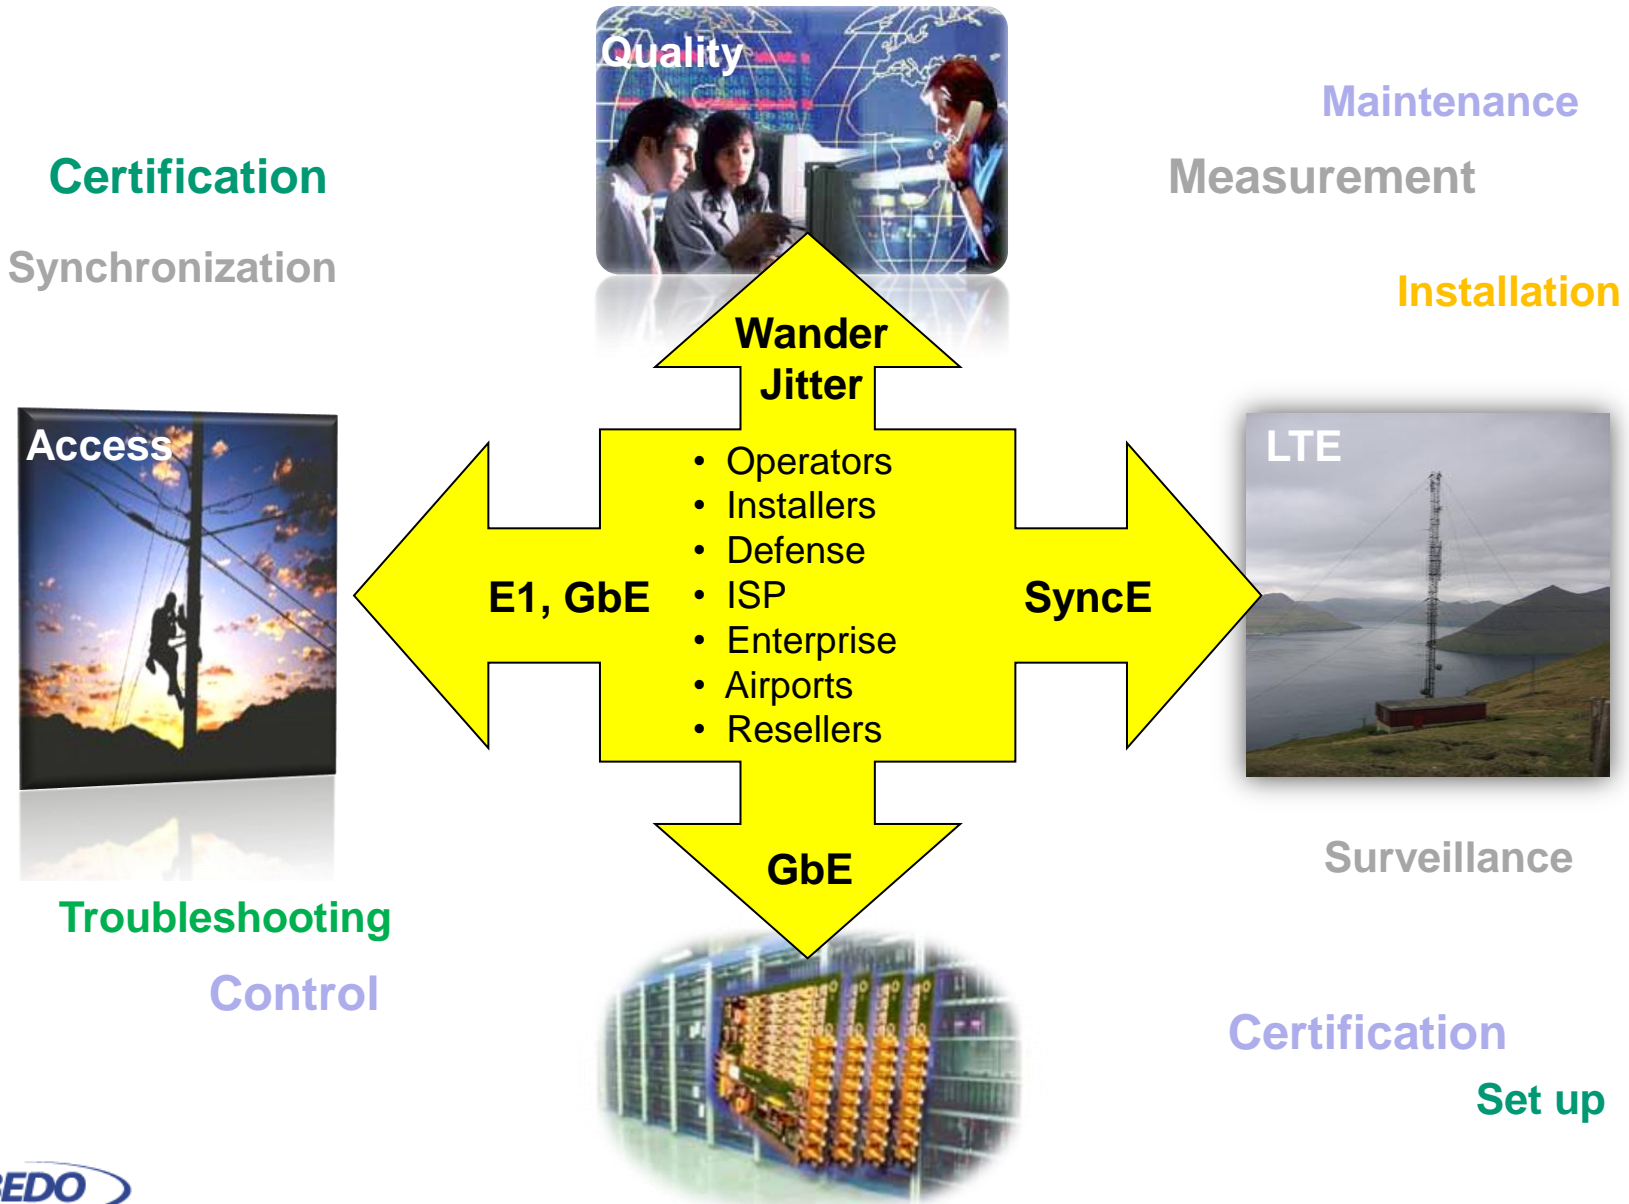 Quality
Maintenance
Certification
Measurement
Synchronization
Installation
Wander
Jitter
Access
LTE
• Operators
• Installers
• Defense
• ISP
• Enterprise
• Airports
• Resellers
E1, GbE
SyncE
GbE
Surveillance
Troubleshooting
Control
Certification
Set up
BEDO